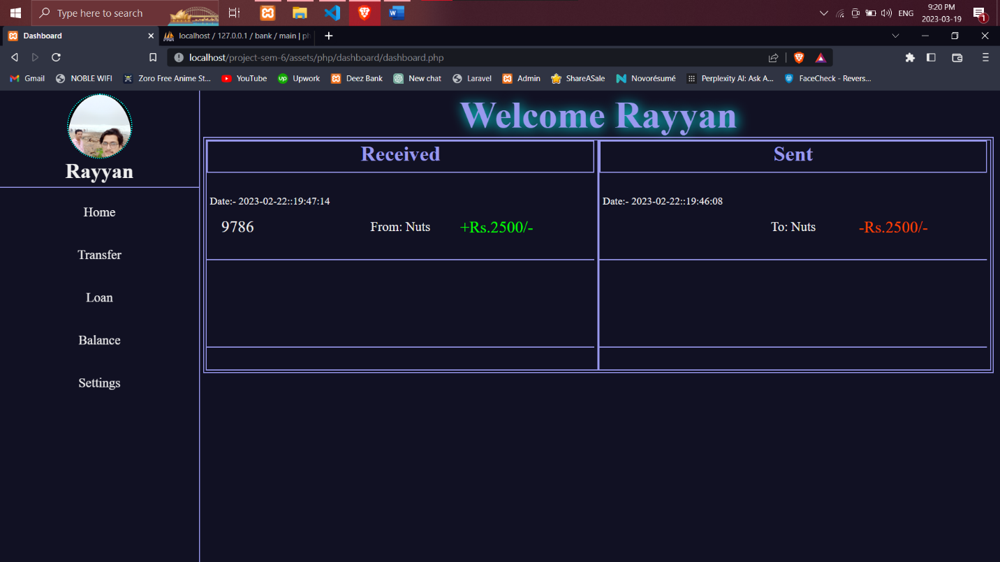 Type here to search
ENG
9:20 PM
2023-03-19
1
Dashboard
localhost / 127.0.0.1 / bank / main | ph
localhost/project-sem-6/assets/php/dashboard/dashboard.php
Gmail NOBLE WIFI Zoro Free Anime St... YouTube Upwork Deez Bank New chat Laravel Admin ShareASale Novorésumé Perplexity AI: Ask A... FaceCheck - Revers...
Rayyan
Home
Transfer
Loan
Balance
Settings
Welcome Rayyan
Received Sent
Date:- 2023-02-22::19:47:14
9786 From: Nuts +Rs.2500/-
Date:- 2023-02-22::19:46:08
To: Nuts -Rs.2500/-